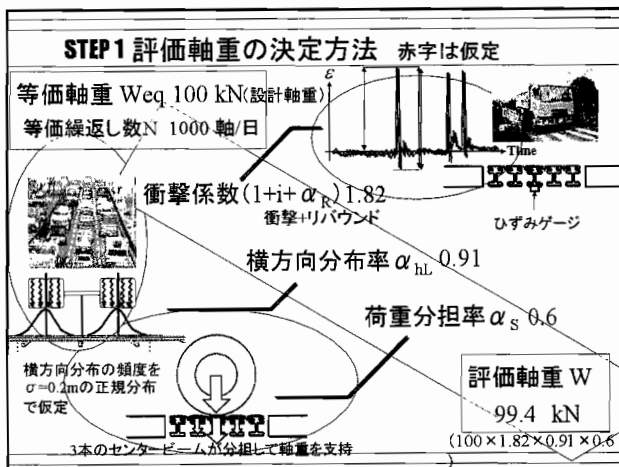 STEP 1 評価軸重の決定方法 赤字は仮定
等価軸重 Weq 100 kN(設計軸重)
等価繰返し数N 1000 軸/日
ε
Time
ひずみゲージ
衝撃係数(1+i+αR)1.82
衝撃+リバウンド
横方向分布率αhL 0.91
荷重分担率αS 0.6
横方向分布の頻度を
σ=0.2mの正規分布
で仮定
3本のセンタービームが分担して軸重を支持
評価軸重 W
99.4 kN
(100×1.82×0.91×0.6